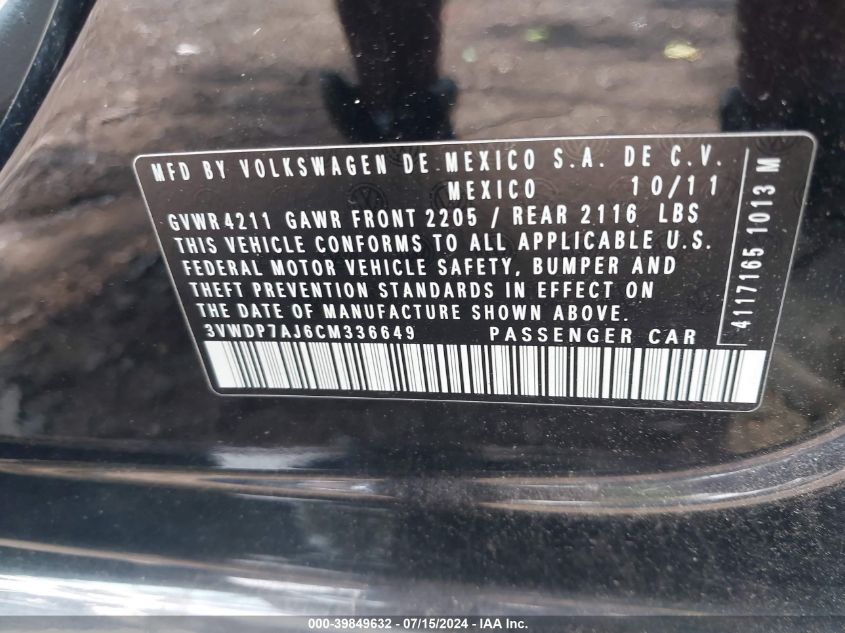 MFD BY VOLKSWAGEN DE MEXICO S.A. DE C.V.
MEXICO 10/11
GVWR 4211 GAWR FRONT 2205 / REAR 2116 LBS
THIS VEHICLE CONFORMS TO ALL APPLICABLE U.S.
FEDERAL MOTOR VEHICLE SAFETY, BUMPER AND
THEFT PREVENTION STANDARDS IN EFFECT ON
THE DATE OF MANUFACTURE SHOWN ABOVE.
3VWDP7AJ6CM336649 PASSENGER CAR
4117165 1013 M
000-39849632 - 07/15/2024 - IAA Inc.